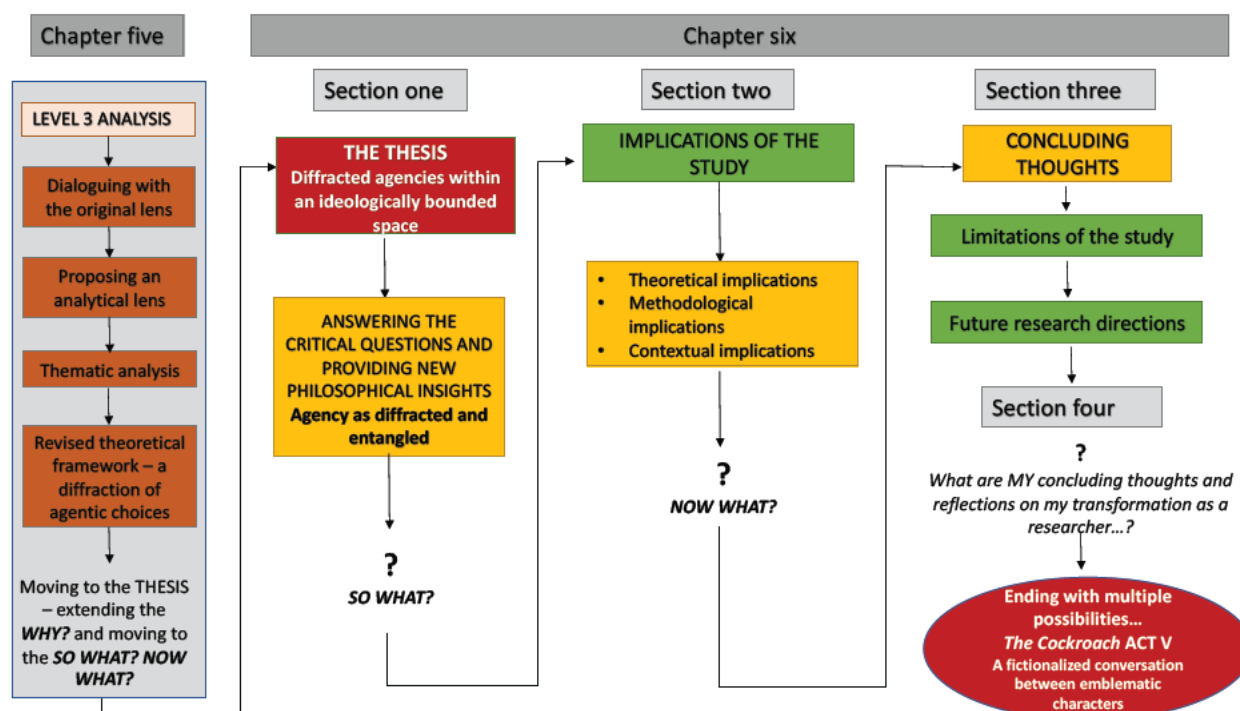 Chapter five
Chapter six
LEVEL 3 ANALYSIS
Dialoguing with
the original lens
Proposing an
analytical lens
Thematic analysis
Revised theoretical
framework – a
diffraction of
agentic choices
Moving to the THESIS
– extending the
WHY? and moving to
the SO WHAT? NOW
WHAT?
Section one
THE THESIS
Diffracted agencies within
an ideologically bounded
space
ANSWERING THE
CRITICAL QUESTIONS AND
PROVIDING NEW
PHILOSOPHICAL INSIGHTS
Agency as diffracted and
entangled
?
SO WHAT?
Section two
IMPLICATIONS OF THE
STUDY
• Theoretical implications
• Methodological
implications
• Contextual implications
?
NOW WHAT?
Section three
CONCLUDING
THOUGHTS
Limitations of the study
Future research directions
Section four
?
What are MY concluding thoughts and
reflections on my transformation as a
researcher...?
Ending with multiple
possibilities...
The Cockroach ACT V
A fictionalized conversation
between emblematic
characters